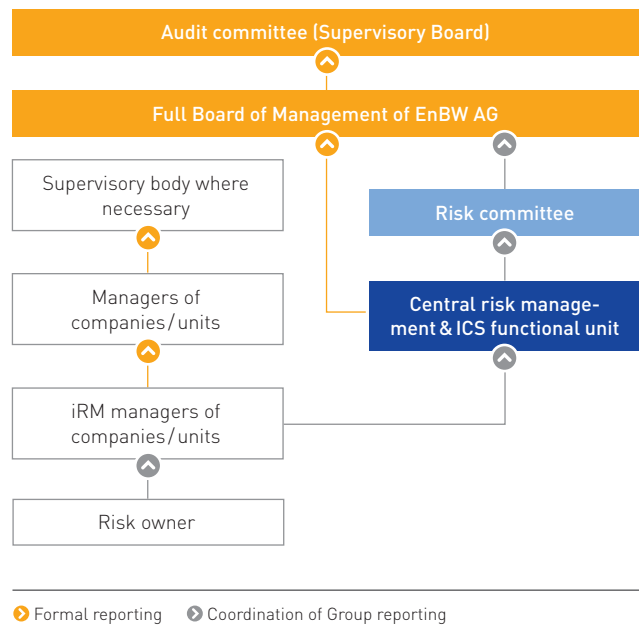 Audit committee (Supervisory Board)
Full Board of Management of EnBW AG
Supervisory body where
necessary
Risk committee
Managers of
companies/units
Central risk manage-
ment & ICS functional unit
iRM managers of
companies/units
Risk owner
Formal reporting
Coordination of Group reporting